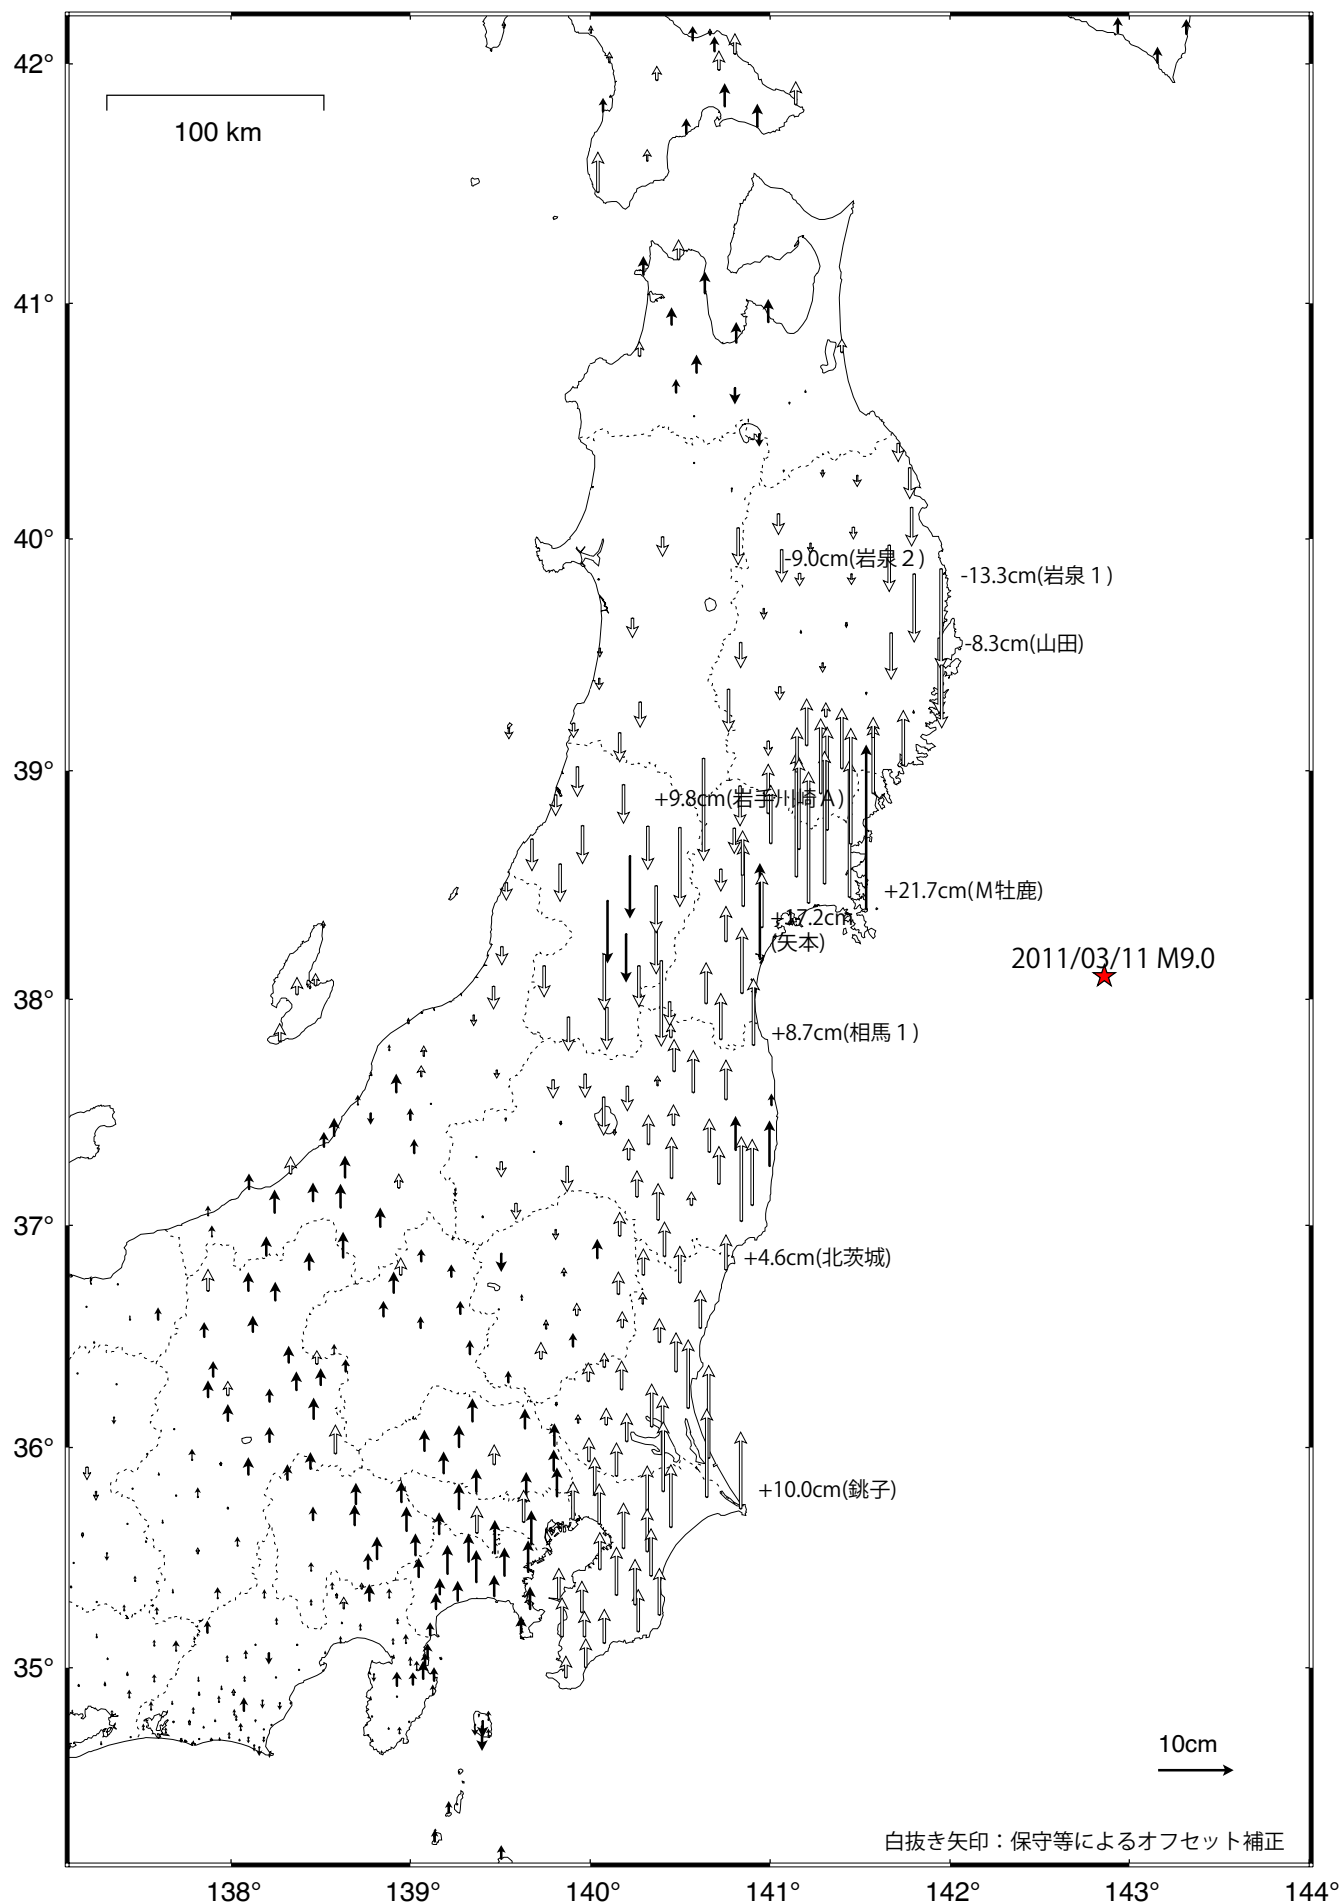 42°
100 km
41°
40°
-9.0cm(岩泉２)
-13.3cm(岩泉１)
-8.3cm(山田)
39°
+9.8cm(岩手川崎Ａ)
+21.7cm(Ｍ牡鹿)
+17.2cm
(矢本)
2011/03/11 M9.0
38°
+8.7cm(相馬１)
37°
+4.6cm(北茨城)
36°
+10.0cm(銚子)
35°
10cm
白抜き矢印：保守等によるオフセット補正
138° 139° 140° 141° 142° 143° 144°